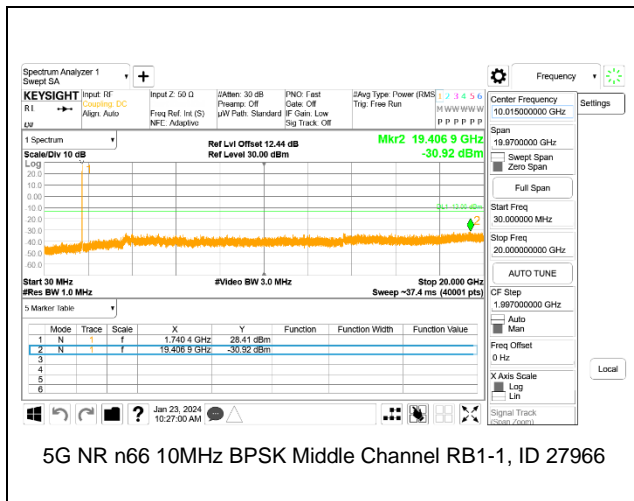 Spectrum Analyzer 1
Swept SA
+
Frequency
Settings
KEYSIGHT Input: RF
Coupling: DC
Align: Auto
Input Z: 50 Ω
Freq Ref: Int (S)
NFE: Adaptive
#Atten: 30 dB
Preamp: Off
µW Path: Standard
PNO: Fast
Gate: Off
IF Gain: Low
Sig Track: Off
#Avg Type: Power (RMS
Trig: Free Run
1 2 3 4 5 6
M W W W W W
P P P P P P
1 Spectrum
Scale/Div 10 dB
Log
Ref Lvl Offset 12.44 dB
Ref Level 30.00 dBm
Mkr2 19.406 9 GHz
-30.92 dBm
20.0
10.0
0.00
10.0
20.0
30.0
40.0
50.0
-60.0
1
2
Start 30 MHz
#Res BW 1.0 MHz
#Video BW 3.0 MHz
Stop 20.000 GHz
Sweep ~37.4 ms (40001 pts)
5 Marker Table
Mode Trace Scale X Y Function Function Width Function Value
1 N 1 f 1.740 4 GHz 28.41 dBm
2 N 1 f 19.406 9 GHz -30.92 dBm
3
4
5
6
Center Frequency
10.015000000 GHz
Span
19.9700000 GHz
Swept Span
Zero Span
Full Span
Start Freq
30.000000 MHz
Stop Freq
20.000000000 GHz
AUTO TUNE
CF Step
1.997000000 GHz
Auto
Man
Freq Offset
0 Hz
X Axis Scale
Log
Lin
Signal Track
(Span Zoom)
Local
?
Jan 23, 2024
10:27:00 AM
5G NR n66 10MHz BPSK Middle Channel RB1-1, ID 27966